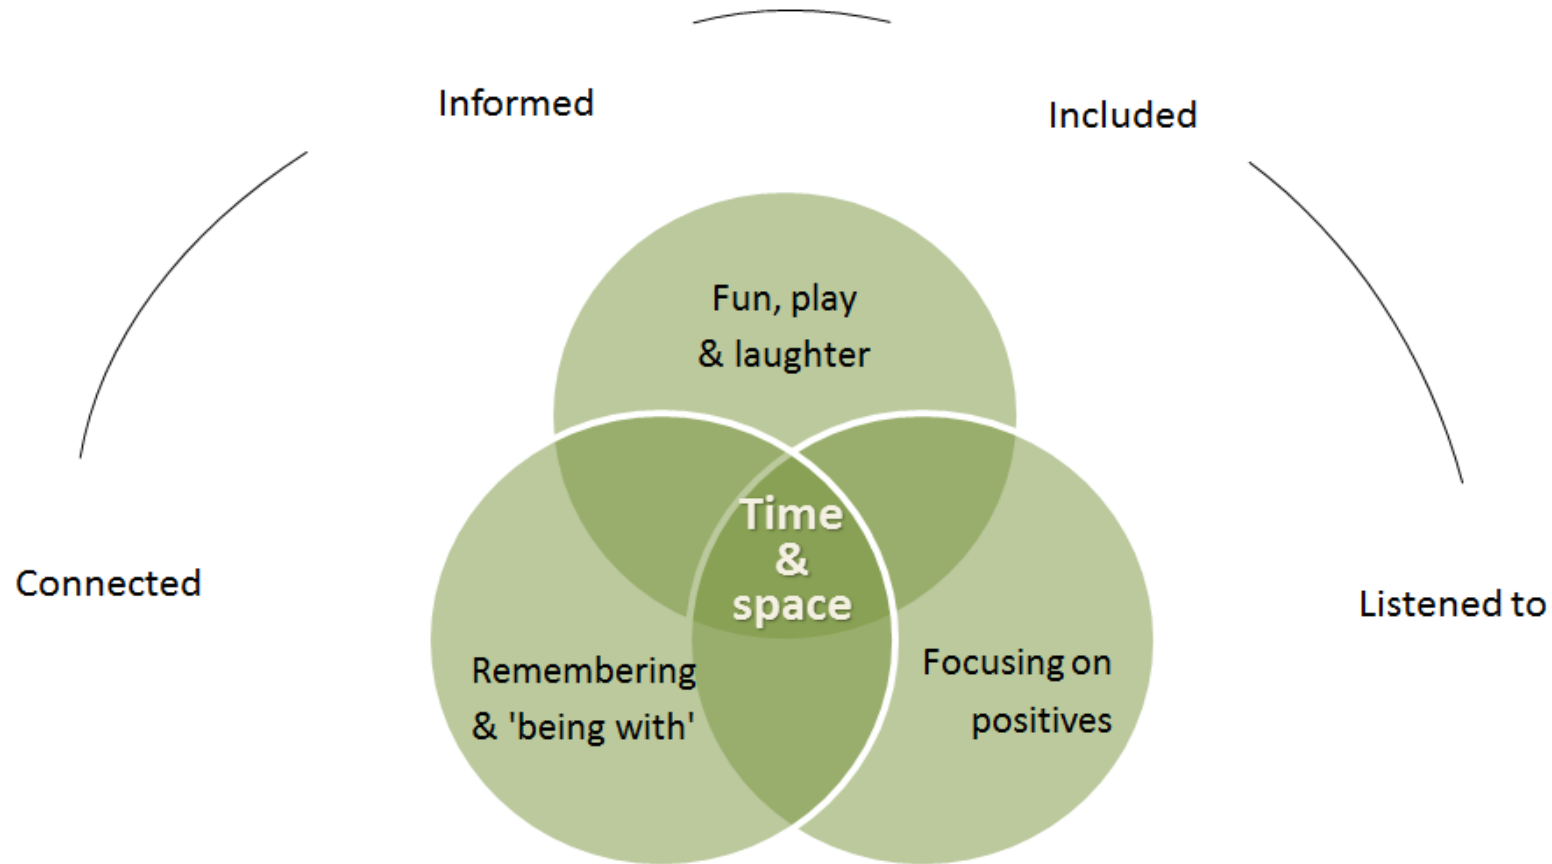 Informed
Included
Fun, play
& laughter
Time
&
space
Connected
Listened to
Remembering
& 'being with'
Focusing on
positives